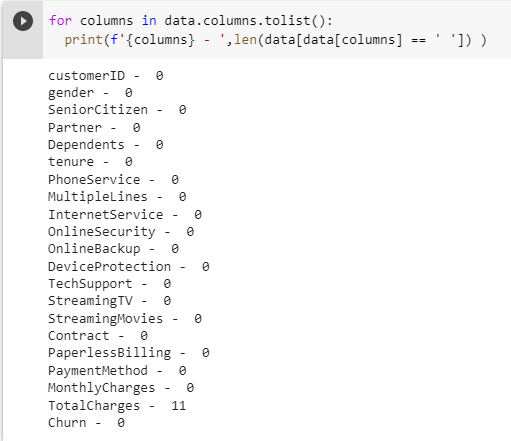 for columns in data.columns.tolist():
  print(f'{columns} - ',len(data[data[columns] == ' ']) )
customerID -  0
gender -  0
SeniorCitizen -  0
Partner -  0
Dependents -  0
tenure -  0
PhoneService -  0
MultipleLines -  0
InternetService -  0
OnlineSecurity -  0
OnlineBackup -  0
DeviceProtection -  0
TechSupport -  0
StreamingTV -  0
StreamingMovies -  0
Contract -  0
PaperlessBilling -  0
PaymentMethod -  0
MonthlyCharges -  0
TotalCharges -  11
Churn -  0